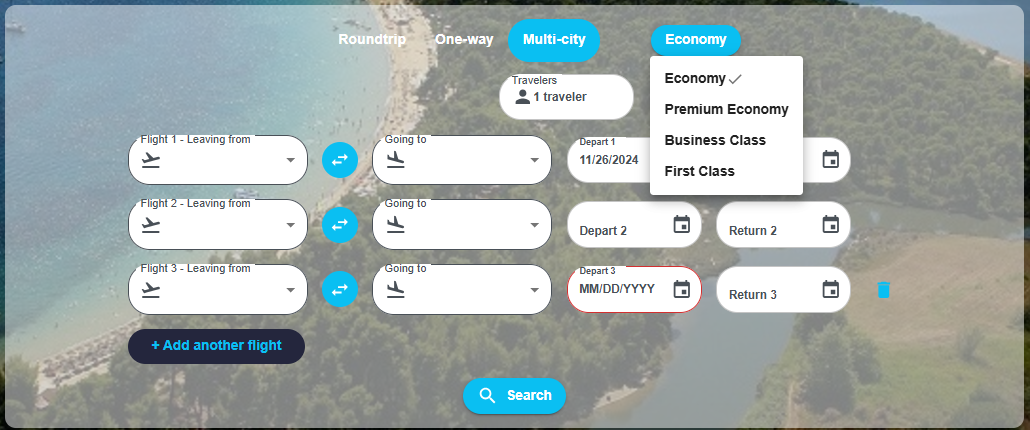 Roundtrip One-way Multi-city Economy
Economy
Premium Economy
Business Class
First Class
Travelers
1 traveler
Flight 1 - Leaving from
Going to
Depart 1
11/26/2024
Flight 2 - Leaving from
Going to
Depart 2
Return 2
Flight 3 - Leaving from
Going to
Depart 3
MM/DD/YYYY
Return 3
+ Add another flight
Search